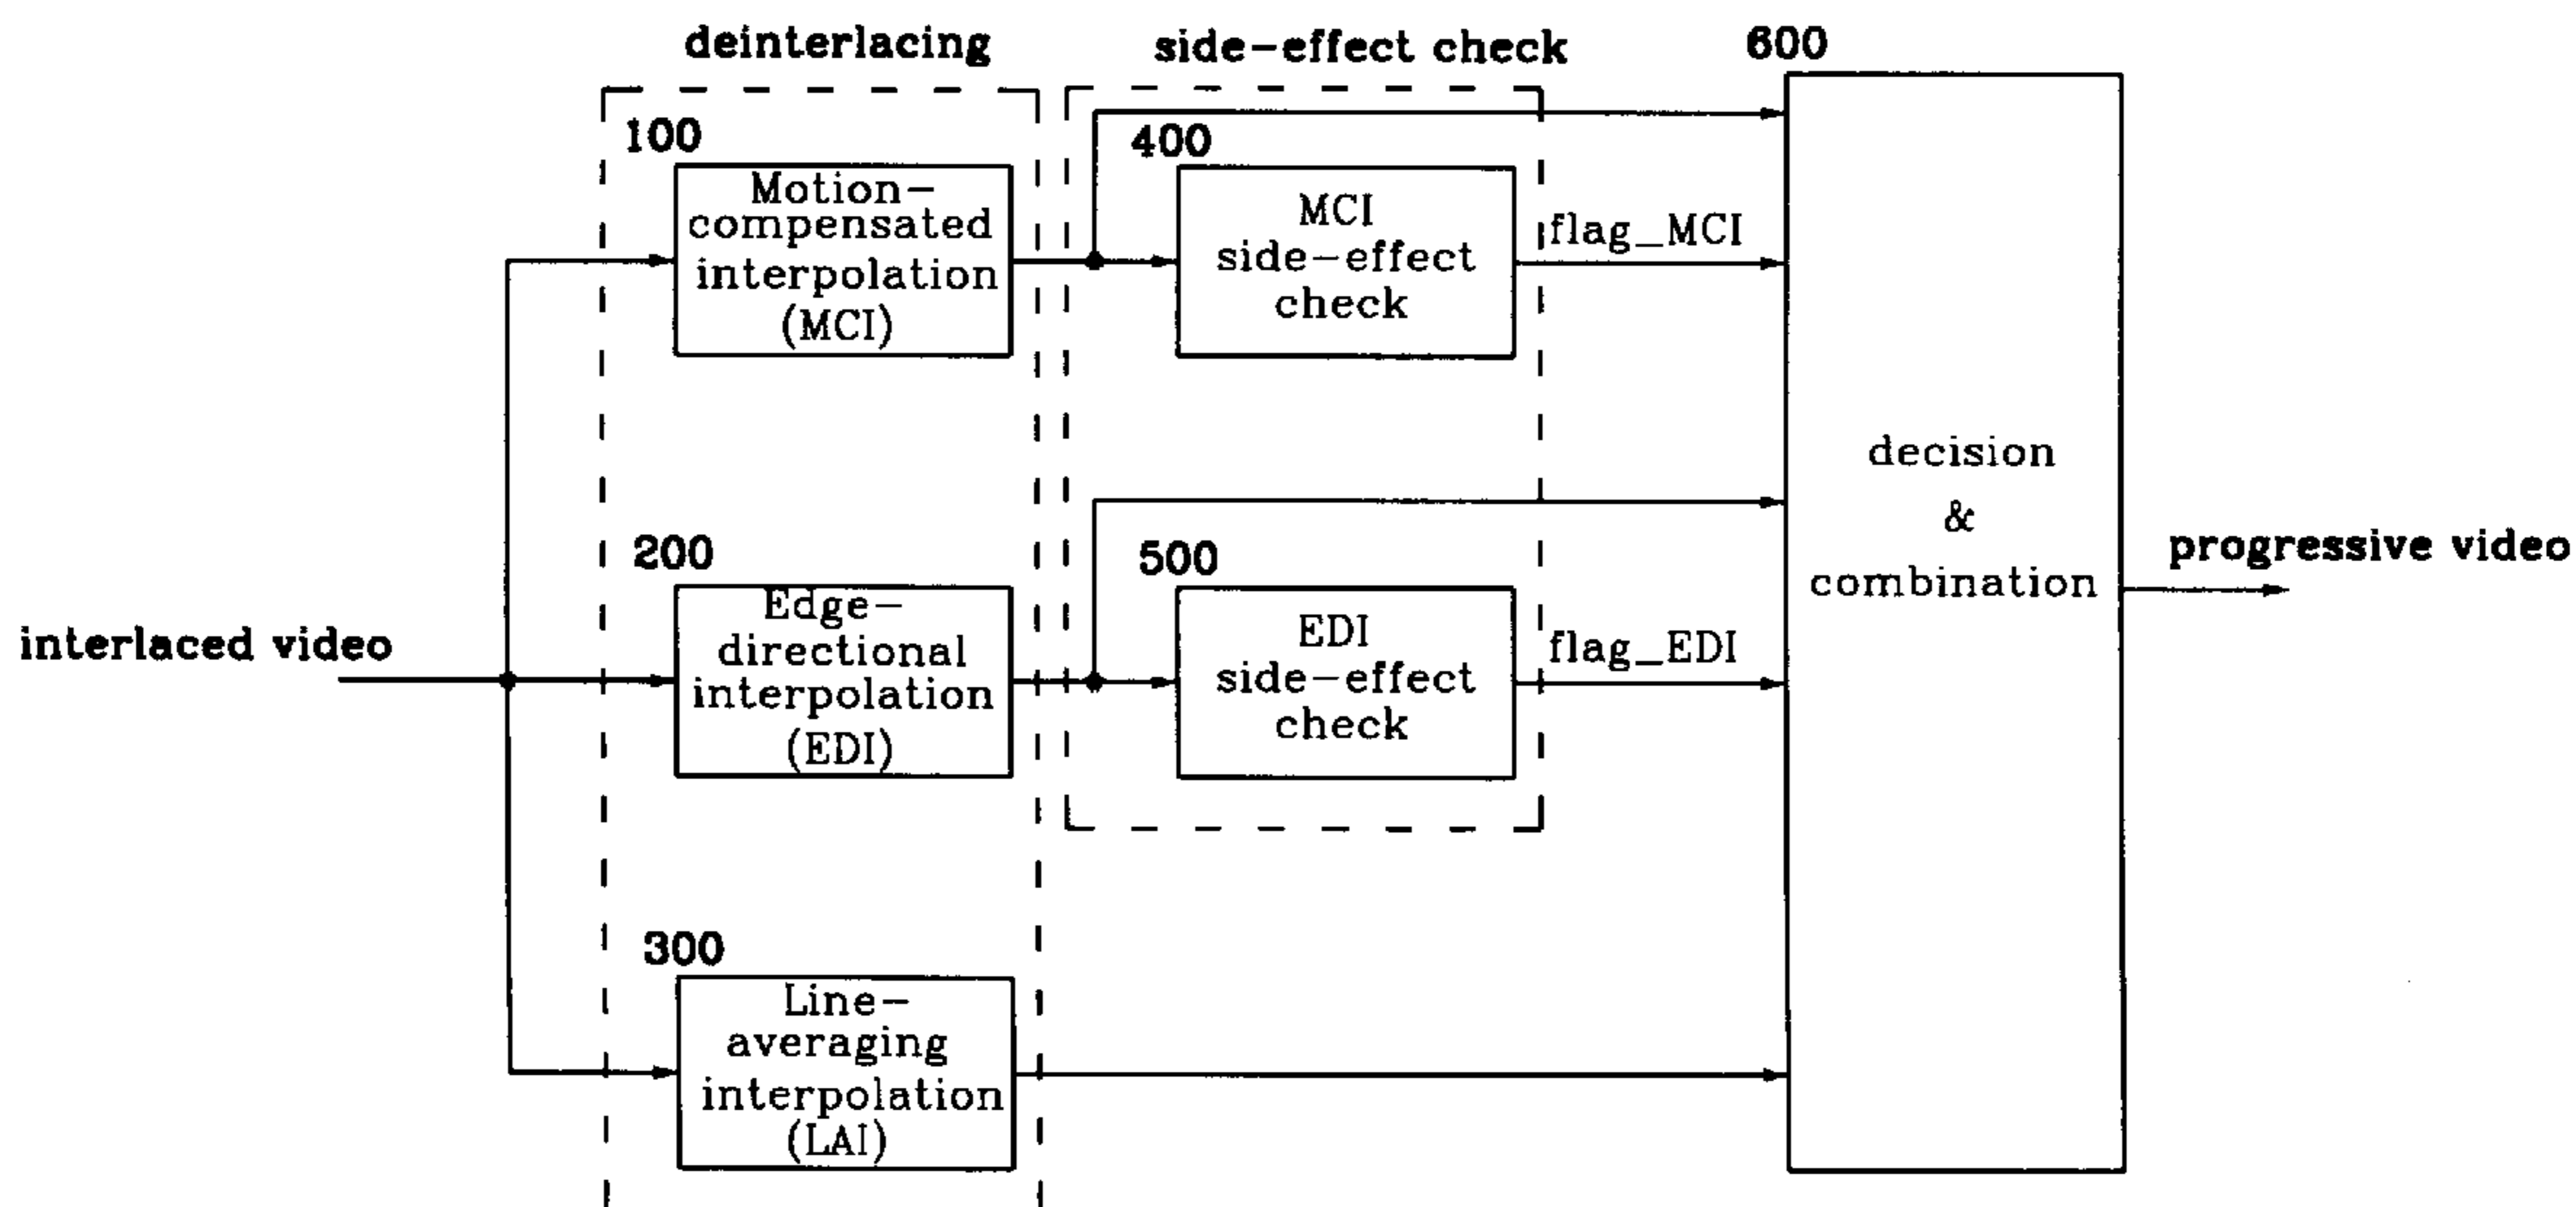 deinterlacing
side-effect check
600
100
Motion-
compensated
interpolation
(MCI)
400
MCI
side-effect
check
flag_MCI
200
Edge-
directional
interpolation
(EDI)
500
EDI
side-effect
check
flag_EDI
interlaced video
300
Line-
averaging
interpolation
(LAI)
decision
&
combination
progressive video